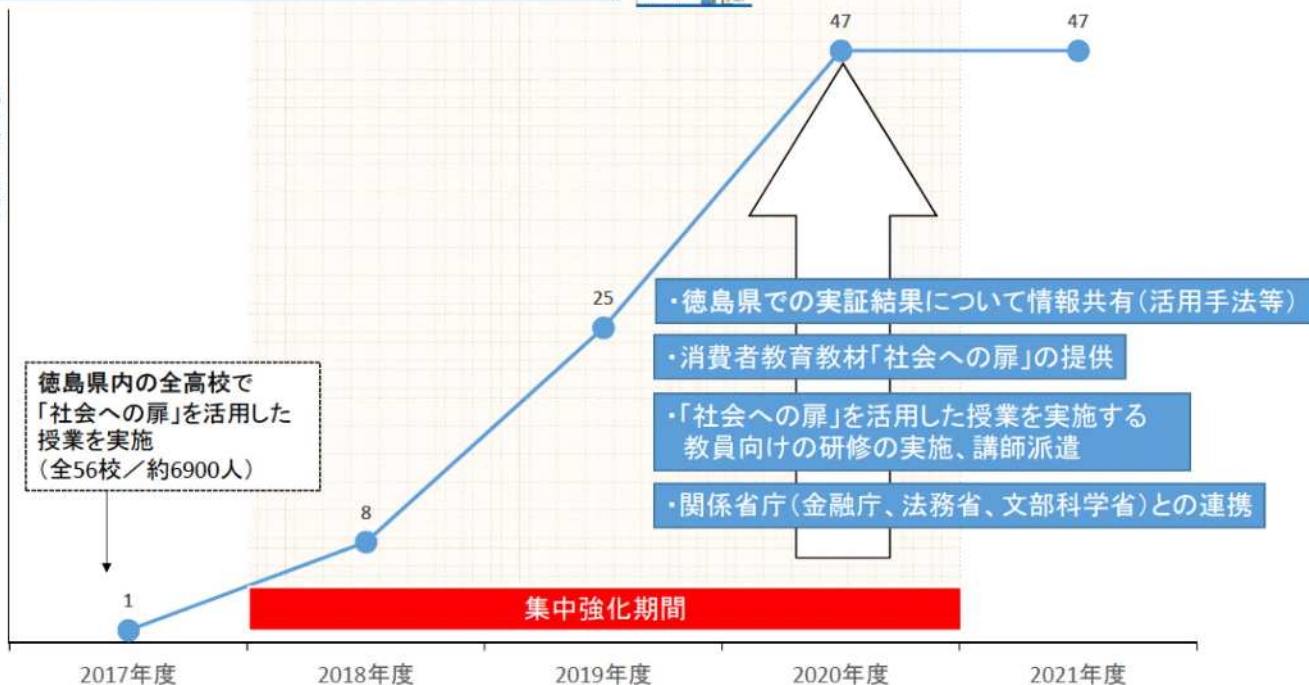 47
47
25
・徳島県での実証結果について情報共有(活用手法等)
・消費者教育教材「社会への扉」の提供
・「社会への扉」を活用した授業を実施する
教員向けの研修の実施、講師派遣
・関係省庁(金融庁、法務省、文部科学省)との連携
徳島県内の全高校で
「社会への扉」を活用した
授業を実施
(全56校/約6900人)
8
1
集中強化期間
2017年度
2018年度
2019年度
2020年度
2021年度